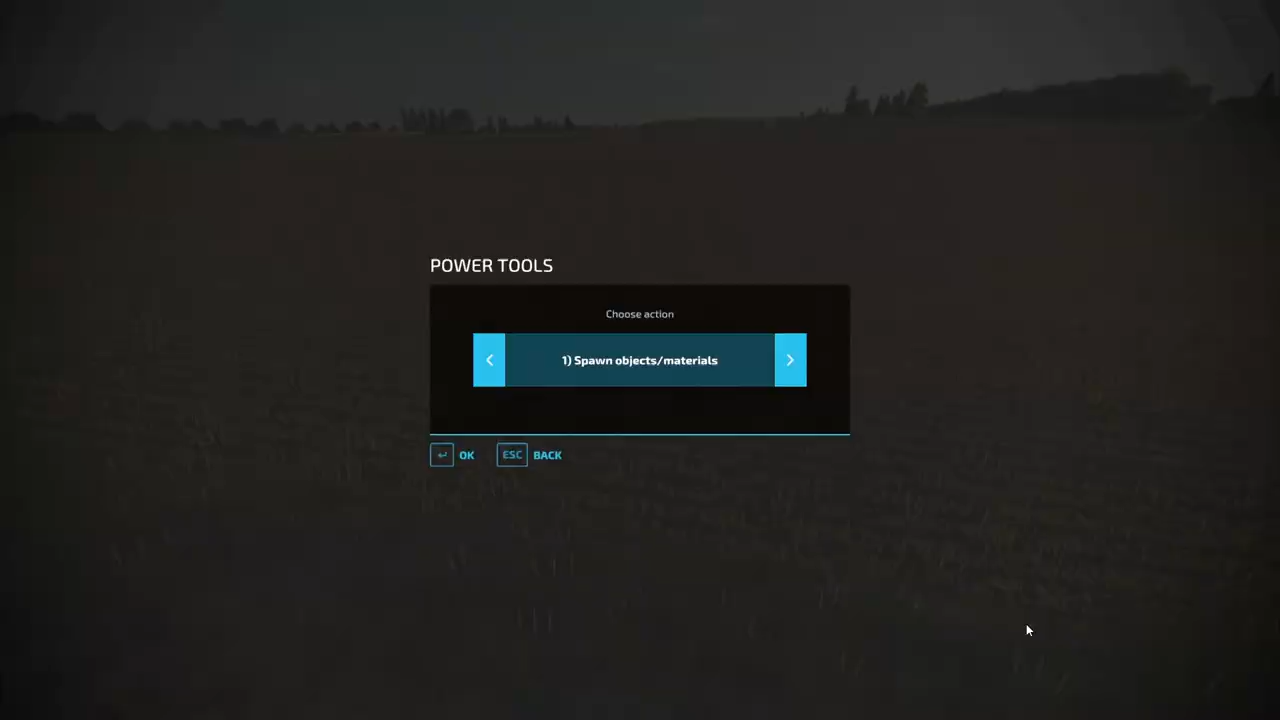 POWER TOOLS
Choose action
1) Spawn objects/materials
OK ESC BACK